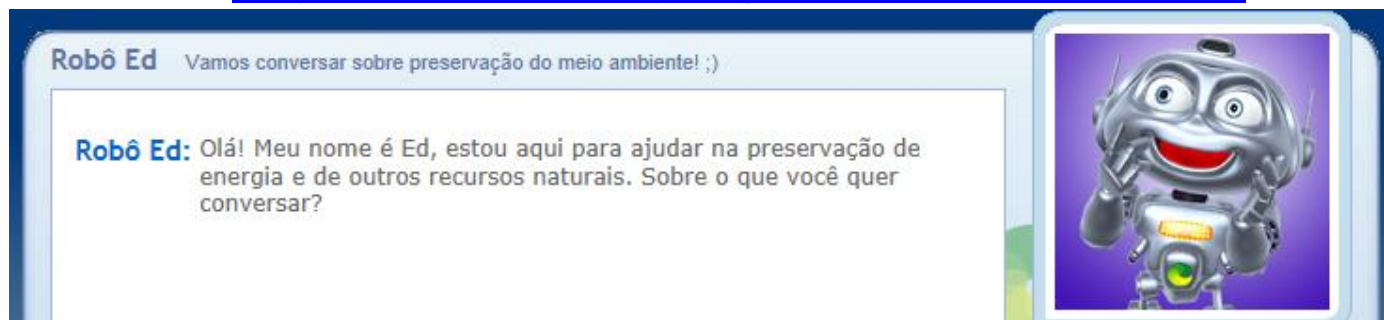 Robô Ed Vamos conversar sobre preservação do meio ambiente! ;)
Robô Ed: Olá! Meu nome é Ed, estou aqui para ajudar na preservação de
energia e de outros recursos naturais. Sobre o que você quer
conversar?